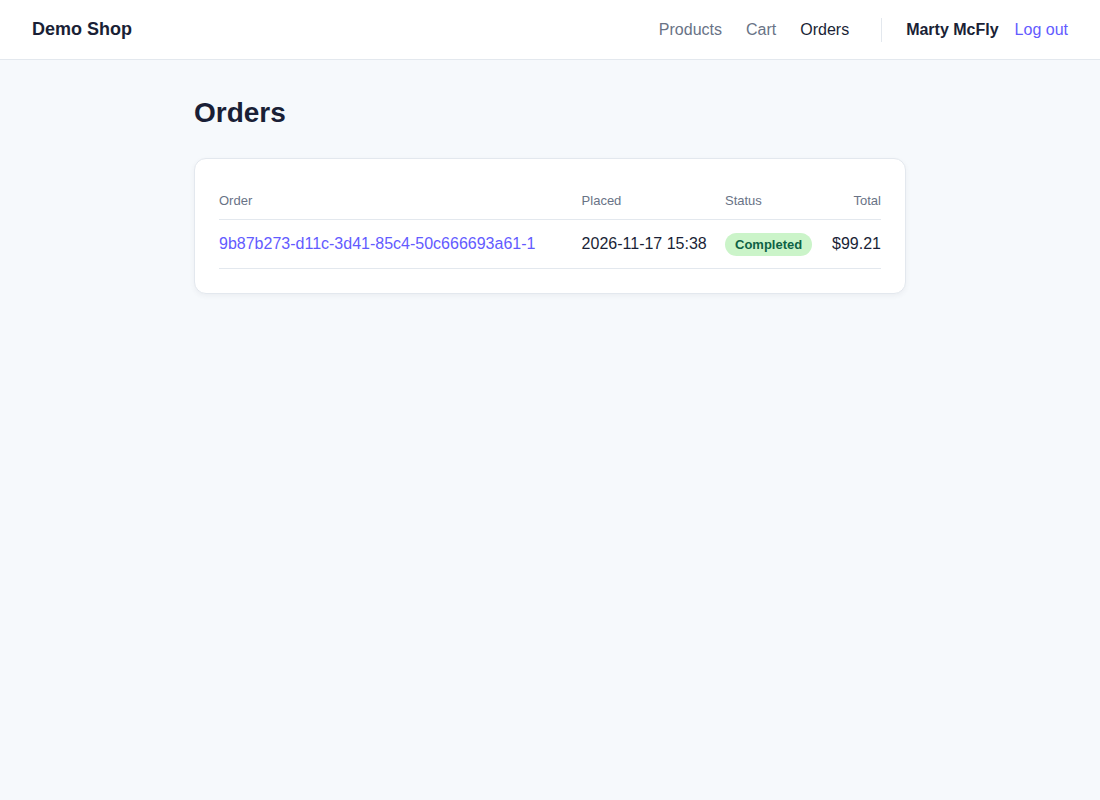 Demo Shop Products Cart Orders Marty McFly Log out
Orders
Order Placed Status Total
9b87b273-d11c-3d41-85c4-50c666693a61-1 2026-11-17 15:38 Completed $99.21